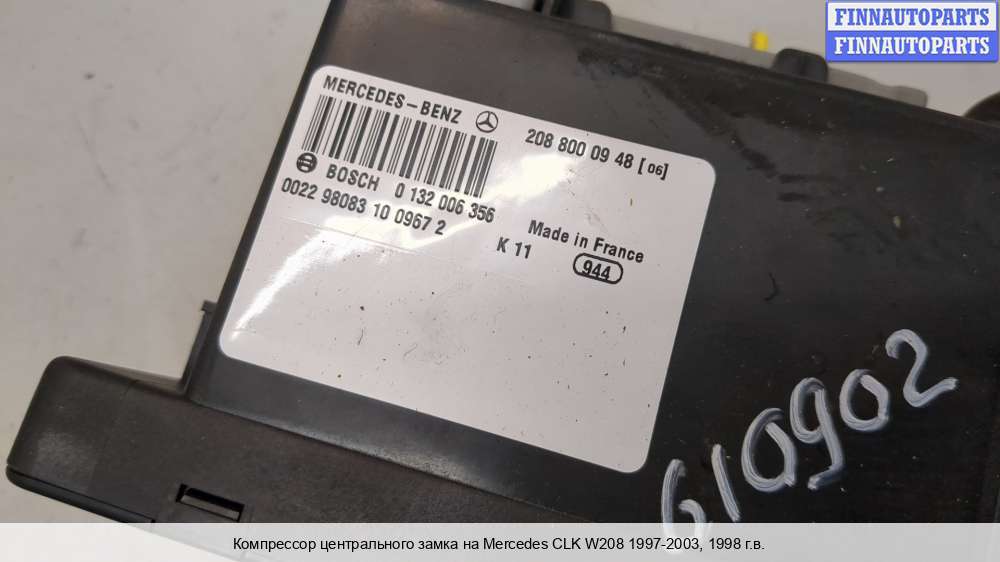 FINNAUTOPARTS
FINNAUTOPARTS
MERCEDES-BENZ
208 800 09 48 [06]
BOSCH 0 132 006 356
0022 98083 10 0967 2
K 11
Made in France
944
610902
Компрессор центрального замка на Mercedes CLK W208 1997-2003, 1998 г.в.